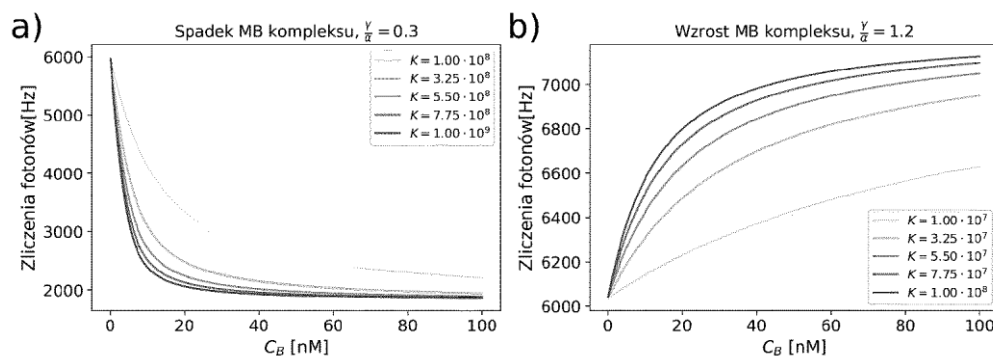 a)
Spadek MB kompleksu, γ/α = 0.3
Zliczenia fotonów[Hz]
6000
5000
4000
3000
2000
K = 1.00 · 10⁸
K = 3.25 · 10⁸
K = 5.50 · 10⁸
K = 7.75 · 10⁸
K = 1.00 · 10⁹
0 20 40 60 80 100
C_B [nM]
b)
Wzrost MB kompleksu, γ/α = 1.2
Zliczenia fotonów[Hz]
7000
6800
6600
6400
6200
6000
K = 1.00 · 10⁷
K = 3.25 · 10⁷
K = 5.50 · 10⁷
K = 7.75 · 10⁷
K = 1.00 · 10⁸
0 20 40 60 80 100
C_B [nM]